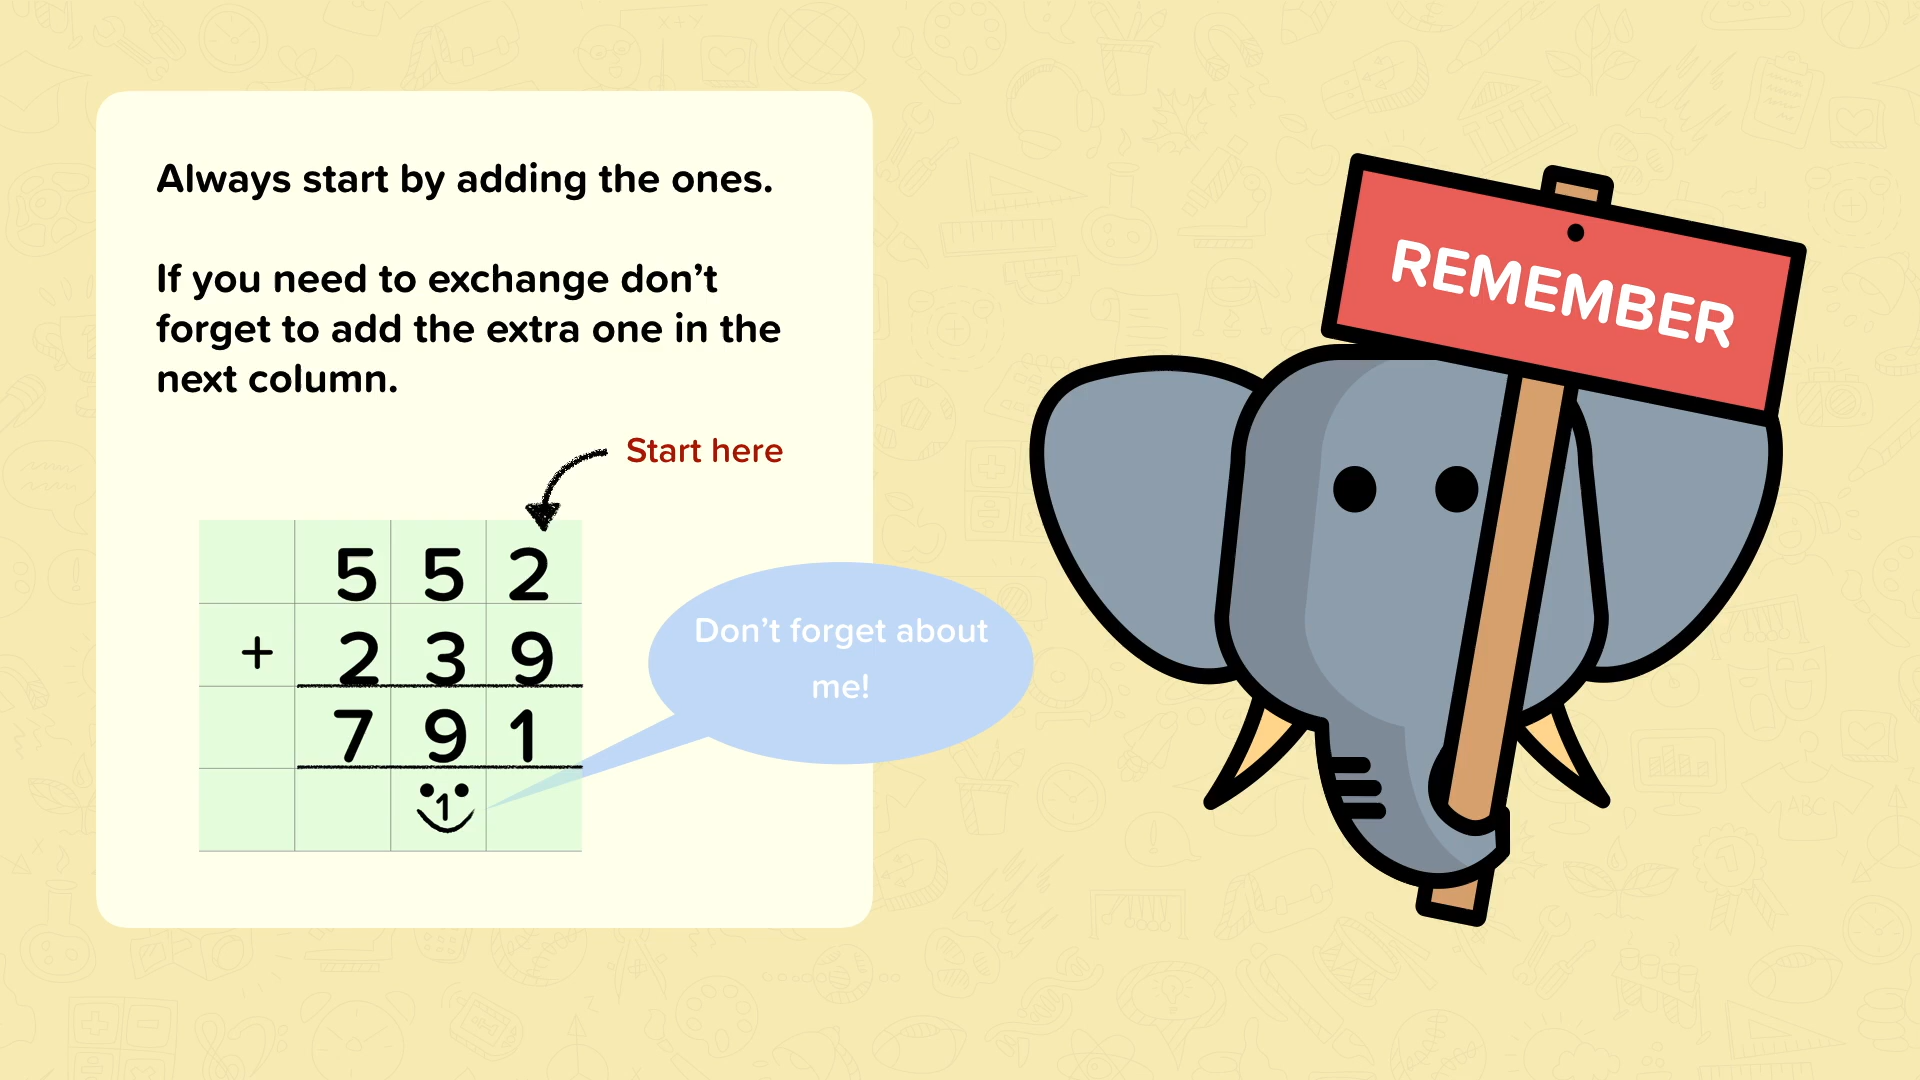 Always start by adding the ones.
If you need to exchange don’t
forget to add the extra one in the
next column.
Start here
5 5 2
+ 2 3 9
7 9 1
1
Don’t forget about
me!
REMEMBER